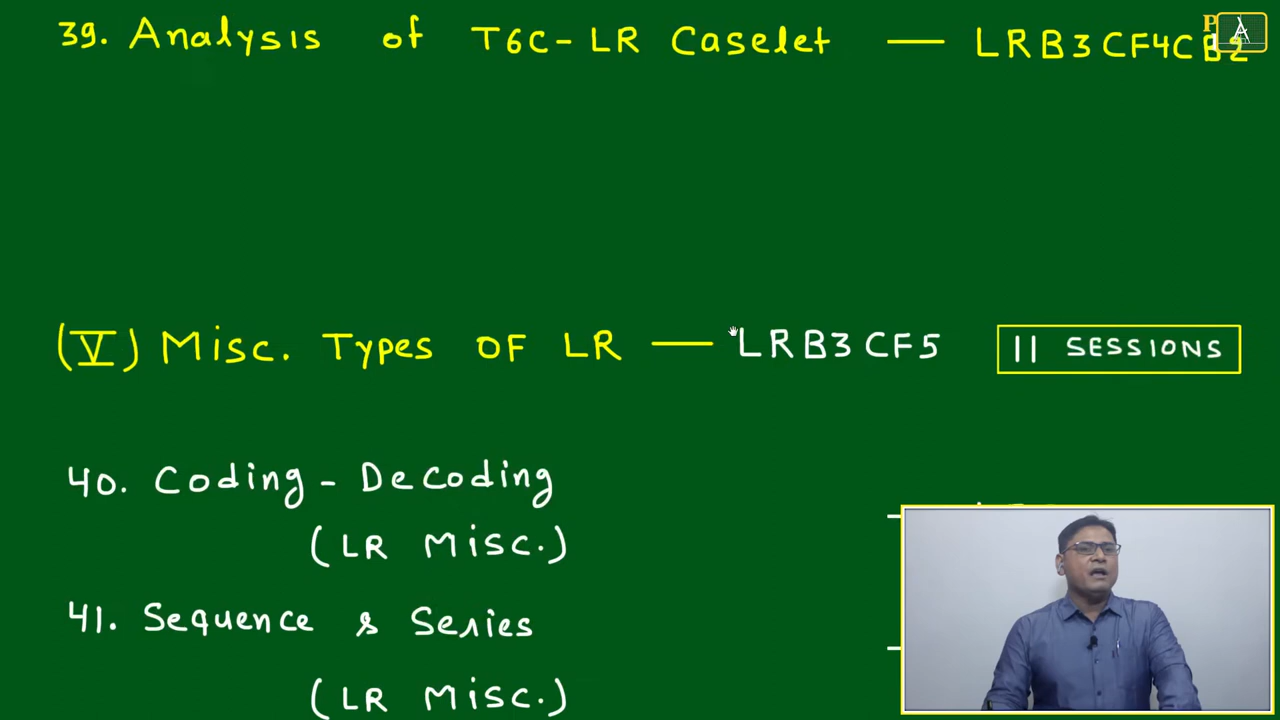 39. Analysis of T6C-LR Caselet — LRB3CF4CB2
(V) Misc. Types OF LR — LRB3CF5 11 SESSIONS
40. Coding - Decoding
(LR Misc.)
41. Sequence & Series
(LR Misc.)